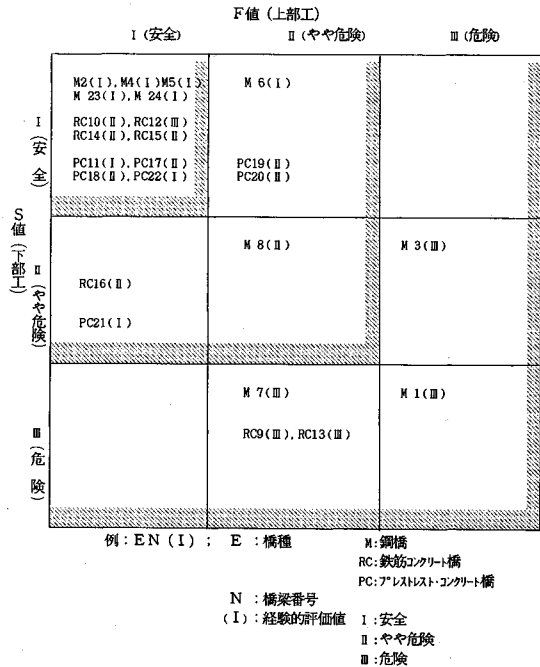 F値(上部工)
I(安全)
Ⅱ(やや危険)
Ⅲ(危険)
S値(下部工)
I(安全)
M2(I),M4(I)M5(I)
M 23(I),M 24(I)
RC10(Ⅱ),RC12(Ⅲ)
RC14(Ⅱ),RC15(Ⅱ)
PC11(I),PC17(Ⅱ)
PC18(Ⅱ),PC22(I)
M 6(I)
PC19(Ⅱ)
PC20(Ⅱ)
Ⅱ(やや危険)
RC16(Ⅱ)
PC21(I)
M 8(Ⅱ)
M 3(Ⅲ)
Ⅲ(危険)
M 7(Ⅲ)
RC9(Ⅲ),RC13(Ⅲ)
M 1(Ⅲ)
例:EN(I); E:橋種
M:鋼橋
RC:鉄筋コンクリート橋
PC:プレストレスト・コンクリート橋
N:橋梁番号
(I):経験的評価値 I:安全
Ⅱ:やや危険
Ⅲ:危険